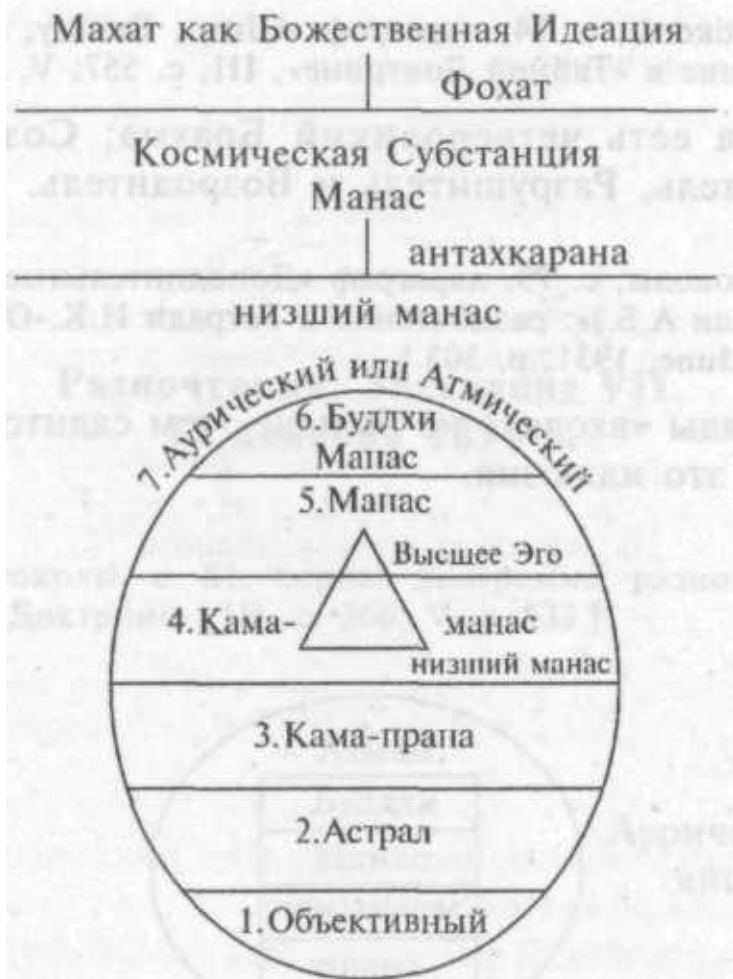 Махат как Божественная Идеация
Фохат
Космическая Субстанция
Манас
антахкарана
низший манас
7.Аурический или Атмический
6.Буддхи
Манас
5.Манас
Высшее Эго
4.Кама- манас
низший манас
3.Кама-прана
2.Астрал
1.Объективный